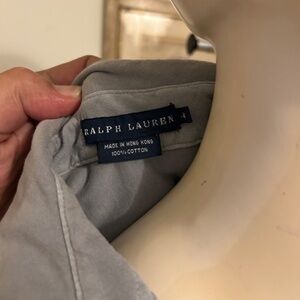 RALPH LAUREN 4
MADE IN HONG KONG
100% COTTON